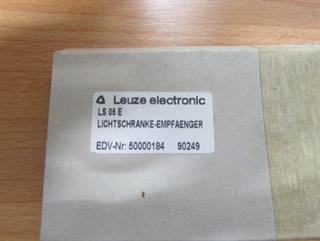 Leuze electronic
LS 05 E
LICHTSCHRANKE-EMPFAENGER
EDV-Nr: 50000184 90249